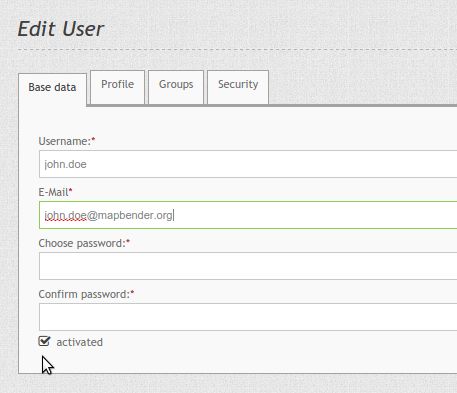 Edit User
Base data Profile Groups Security
Username:*
john.doe
E-Mail*
john.doe@mapbender.org
Choose password:*
Confirm password:*
activated